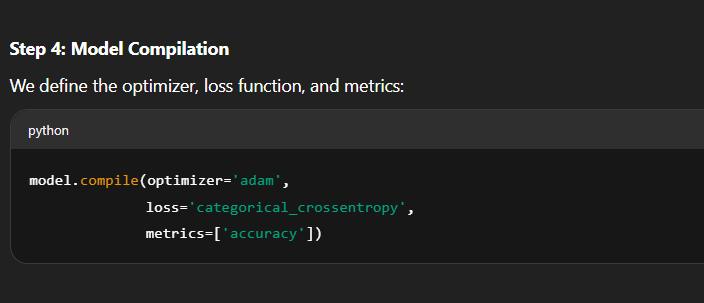 Step 4: Model Compilation
We define the optimizer, loss function, and metrics:
python
model.compile(optimizer='adam',
              loss='categorical_crossentropy',
              metrics=['accuracy'])